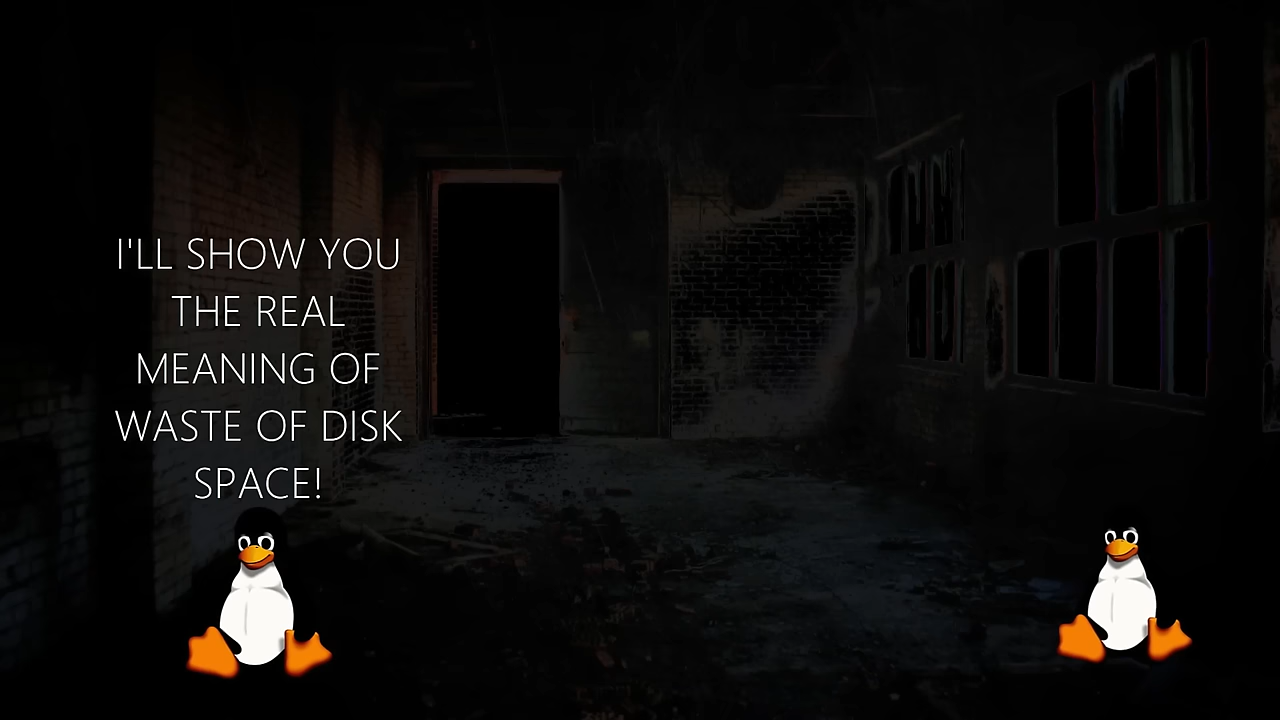 I'LL SHOW YOU
THE REAL
MEANING OF
WASTE OF DISK
SPACE!